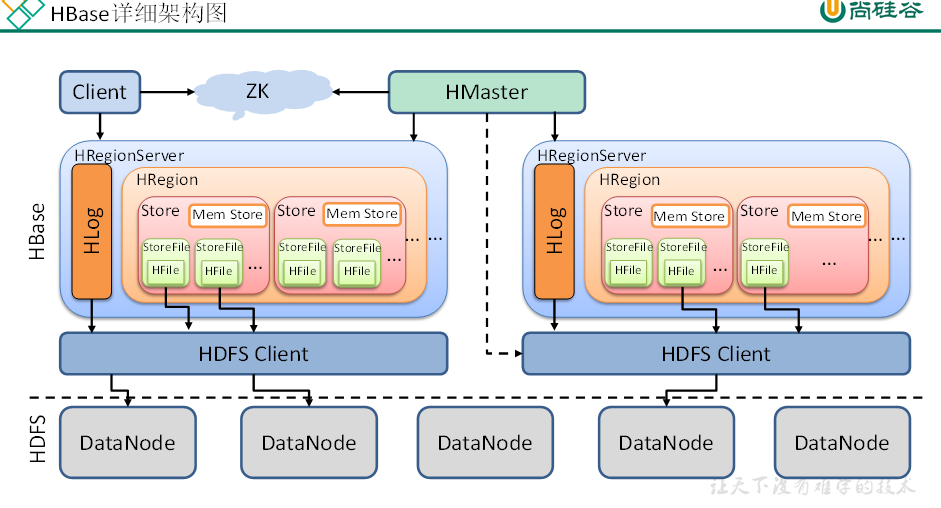 HBase详细架构图
尚硅谷
Client
ZK
HMaster
HBase
HRegionServer
HLog
HRegion
Store
Mem Store
StoreFile
HFile
StoreFile
HFile
...
Store
Mem Store
StoreFile
HFile
StoreFile
HFile
...
...
...
HRegionServer
HLog
HRegion
Store
Mem Store
StoreFile
HFile
StoreFile
HFile
...
Store
Mem Store
StoreFile
HFile
...
...
...
HDFS Client
HDFS Client
HDFS
DataNode
DataNode
DataNode
DataNode
DataNode
让天下没有难学的技术